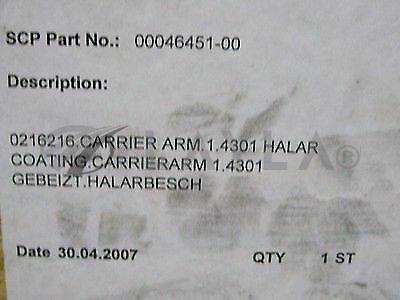 SCP Part No.: 00046451-00
Description:
0216216.CARRIER ARM.1.4301 HALAR
COATING.CARRIERARM 1.4301
GEBEIZT.HALARBESCH
Date 30.04.2007 QTY 1 ST